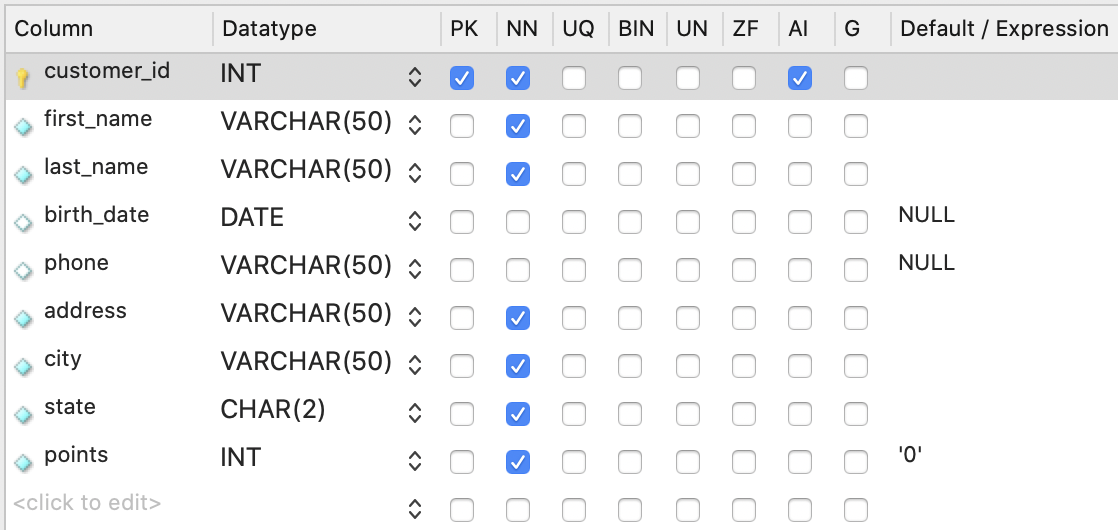 Column Datatype PK NN UQ BIN UN ZF AI G Default / Expression
customer_id INT
first_name VARCHAR(50)
last_name VARCHAR(50)
birth_date DATE NULL
phone VARCHAR(50) NULL
address VARCHAR(50)
city VARCHAR(50)
state CHAR(2)
points INT '0'
<click to edit>